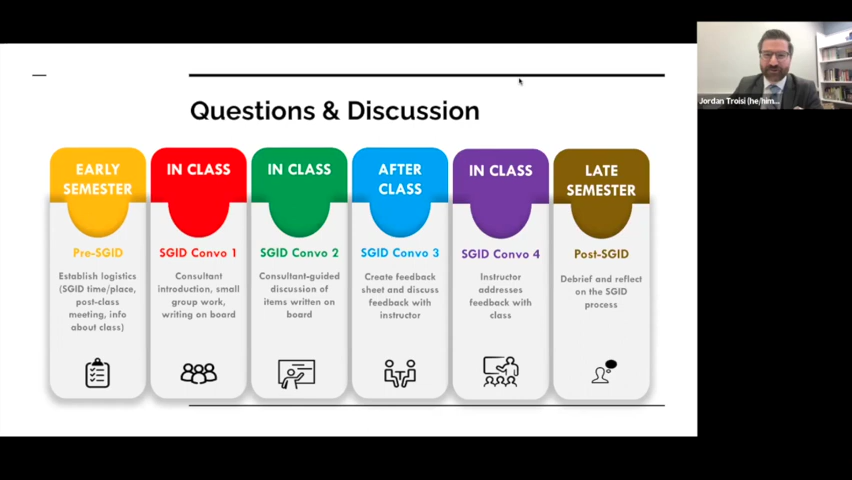 Questions & Discussion
EARLY
SEMESTER
Pre-SGID
Establish logistics
(SGID time/place,
post-class
meeting, info
about class)
IN CLASS
SGID Convo 1
Consultant
introduction, small
group work,
writing on board
IN CLASS
SGID Convo 2
Consultant-guided
discussion of
items written on
board
AFTER
CLASS
SGID Convo 3
Create feedback
sheet and discuss
feedback with
instructor
IN CLASS
SGID Convo 4
Instructor
addresses
feedback with
class
LATE
SEMESTER
Post-SGID
Debrief and reflect
on the SGID
process
Jordan Troisi (he/him...